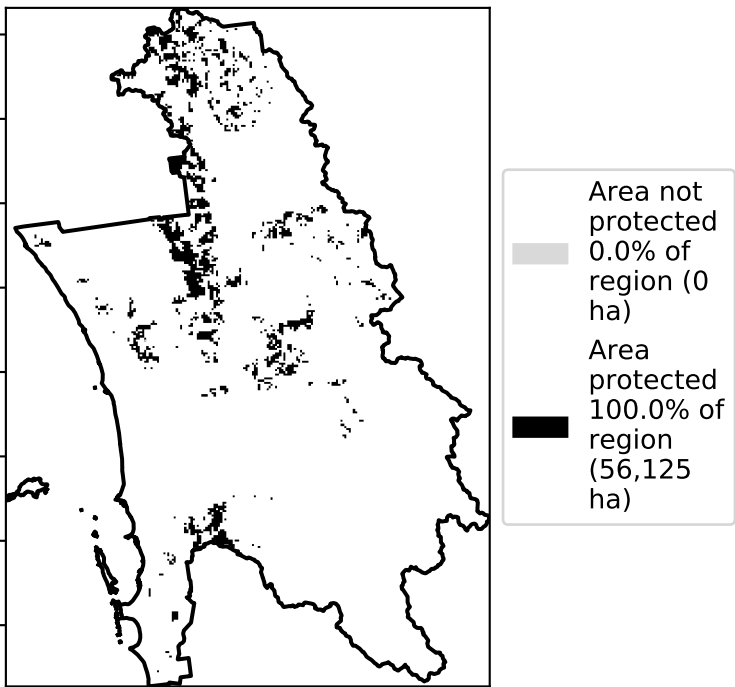 Area not
protected
0.0% of
region (0
ha)
Area
protected
100.0% of
region
(56,125
ha)